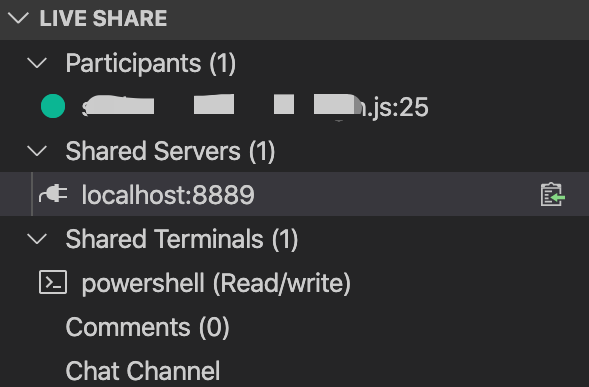 LIVE SHARE
Participants (1)
.js:25
Shared Servers (1)
localhost:8889
Shared Terminals (1)
powershell (Read/write)
Comments (0)
Chat Channel